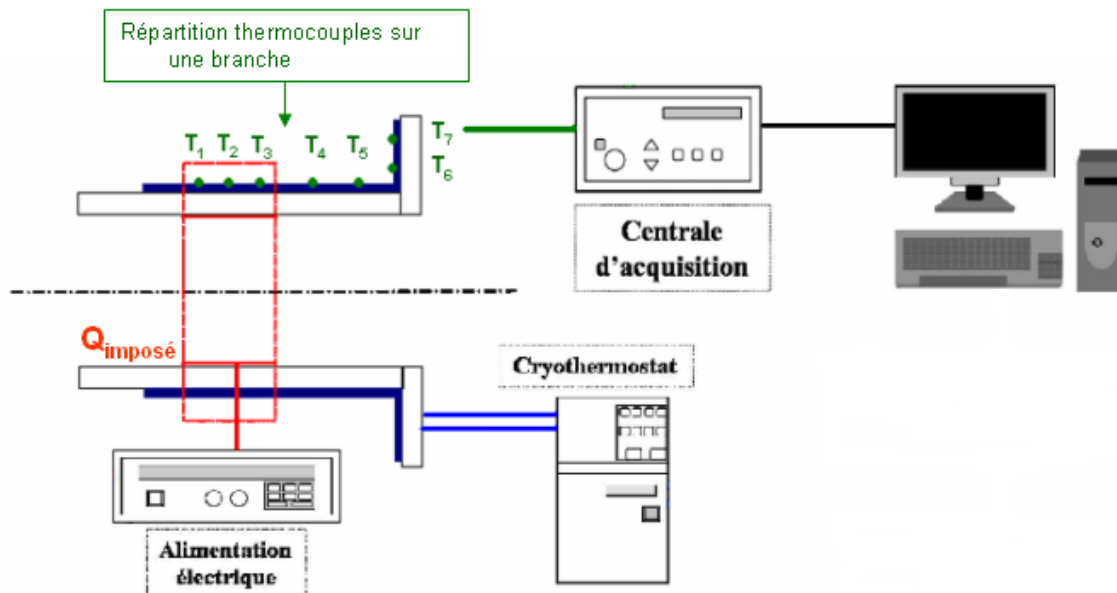 Répartition thermocouples sur
une branche
T1 T2 T3 T4 T5
T7
T6
Centrale
d'acquisition
Qimposé
Cryothermostat
Alimentation
électrique